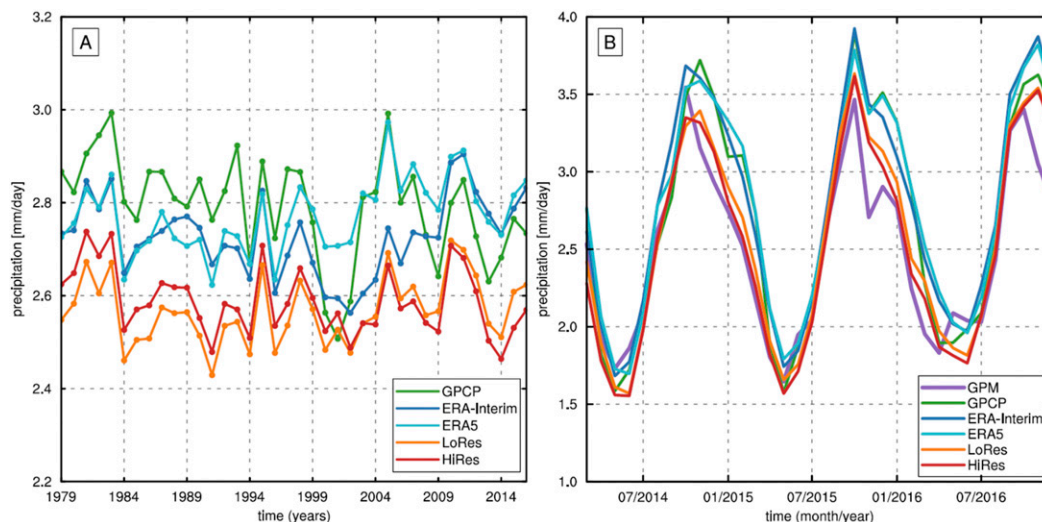 A
precipitation [mm/day]
3.2
3.0
2.8
2.6
2.4
2.2
GPCP
ERA-Interim
ERA5
LoRes
HiRes
1979 1984 1989 1994 1999 2004 2009 2014
time (years)
B
precipitation [mm/day]
4.0
3.5
3.0
2.5
2.0
1.5
1.0
GPM
GPCP
ERA-Interim
ERA5
LoRes
HiRes
07/2014 01/2015 07/2015 01/2016 07/2016
time (month/year)